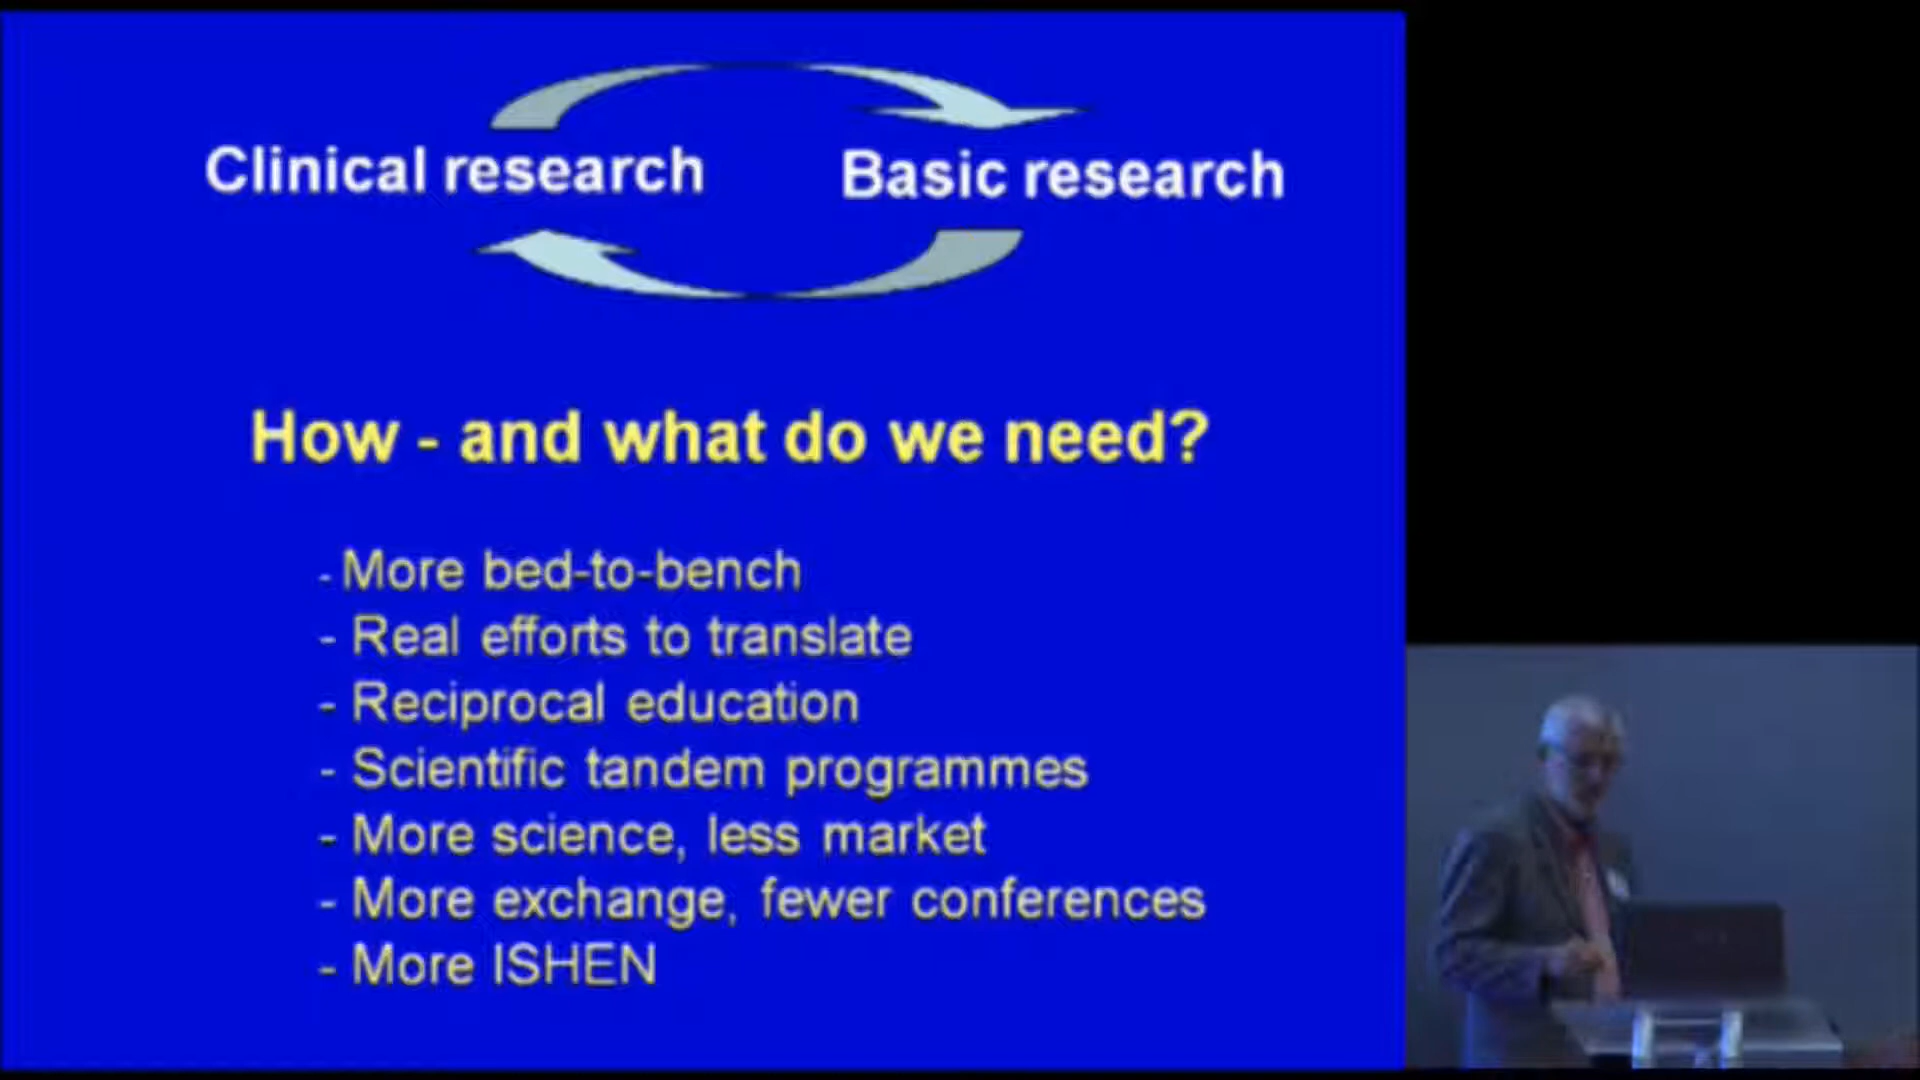 Clinical research
Basic research
How - and what do we need?
- More bed-to-bench
- Real efforts to translate
- Reciprocal education
- Scientific tandem programmes
- More science, less market
- More exchange, fewer conferences
- More ISHEN